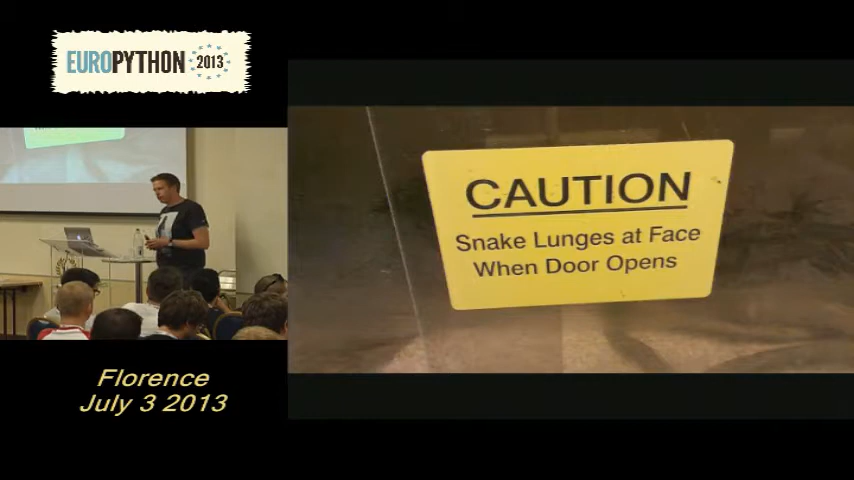 EUROPYTHON 2013
CAUTION
Snake Lunges at Face
When Door Opens
Florence
July 3 2013